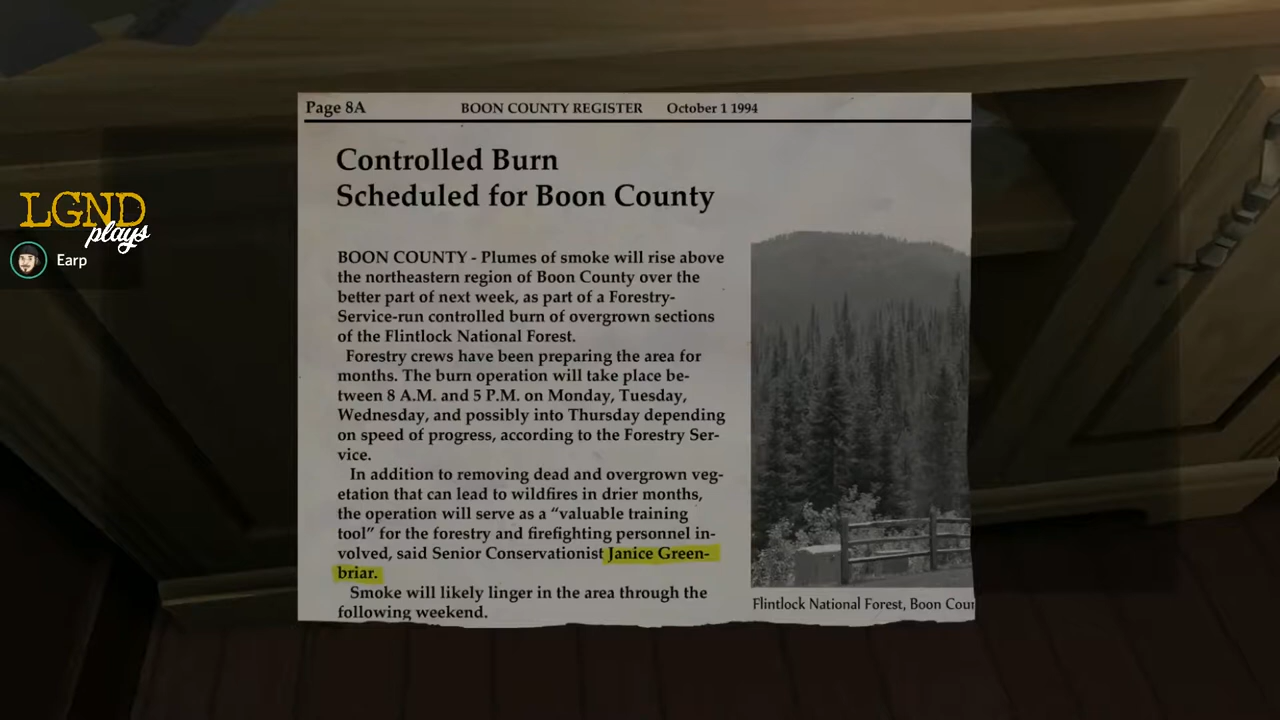 Page 8A BOON COUNTY REGISTER October 1 1994
Controlled Burn
Scheduled for Boon County
LGND
plays
Earp
BOON COUNTY - Plumes of smoke will rise above
the northeastern region of Boon County over the
better part of next week, as part of a Forestry-
Service-run controlled burn of overgrown sections
of the Flintlock National Forest.
Forestry crews have been preparing the area for
months. The burn operation will take place be-
tween 8 A.M. and 5 P.M. on Monday, Tuesday,
Wednesday, and possibly into Thursday depending
on speed of progress, according to the Forestry Ser-
vice.
In addition to removing dead and overgrown veg-
etation that can lead to wildfires in drier months,
the operation will serve as a “valuable training
tool” for the forestry and firefighting personnel in-
volved, said Senior Conservationist Janice Green-
briar.
Smoke will likely linger in the area through the
following weekend.
Flintlock National Forest, Boon Coun